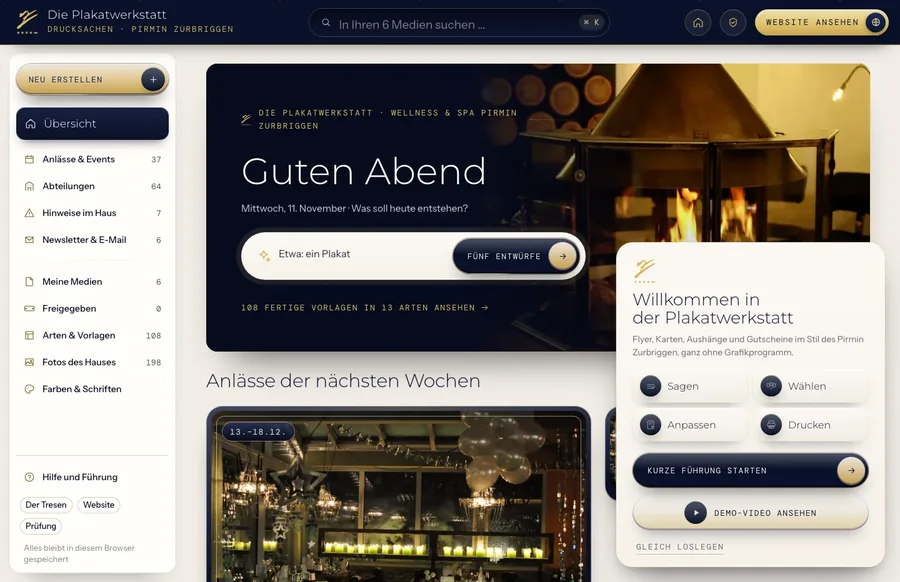 Die Plakatwerkstatt
DRUCKSACHEN · PIRMIN ZURBRIGGEN
In Ihren 6 Medien suchen …
⌘ K
WEBSITE ANSEHEN
NEU ERSTELLEN
Übersicht
Anlässe & Events 37
Abteilungen 64
Hinweise im Haus 7
Newsletter & E-Mail 6
Meine Medien 6
Freigegeben 0
Arten & Vorlagen 108
Fotos des Hauses 198
Farben & Schriften
Hilfe und Führung
Der Tresen
Website
Prüfung
Alles bleibt in diesem Browser
gespeichert
DIE PLAKATWERKSTATT · WELLNESS & SPA PIRMIN
ZURBRIGGEN
Guten Abend
Mittwoch, 11. November · Was soll heute entstehen?
Etwa: ein Plakat
FÜNF ENTWÜRFE →
108 FERTIGE VORLAGEN IN 13 ARTEN ANSEHEN →
Anlässe der nächsten Wochen
13.–18.12.
Willkommen in
der Plakatwerkstatt
Flyer, Karten, Aushänge und Gutscheine im Stil des Pirmin
Zurbriggen, ganz ohne Grafikprogramm.
Sagen
Wählen
Anpassen
Drucken
KURZE FÜHRUNG STARTEN →
DEMO-VIDEO ANSEHEN
GLEICH LOSLEGEN